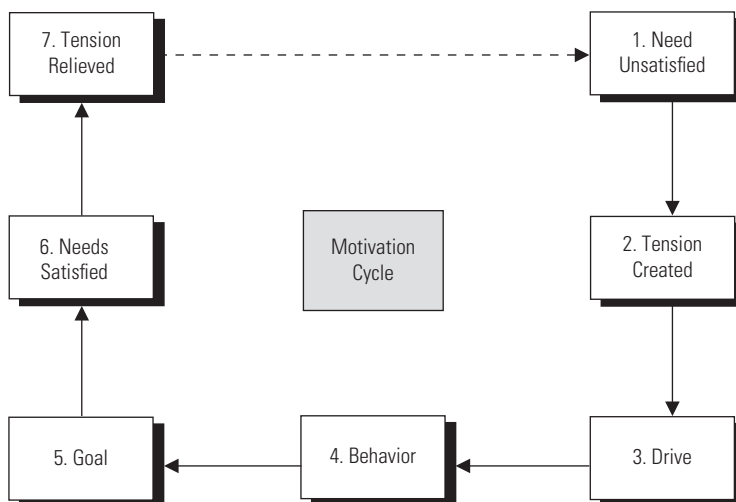 7. Tension
Relieved
1. Need
Unsatisfied
6. Needs
Satisfied
Motivation
Cycle
2. Tension
Created
5. Goal
4. Behavior
3. Drive